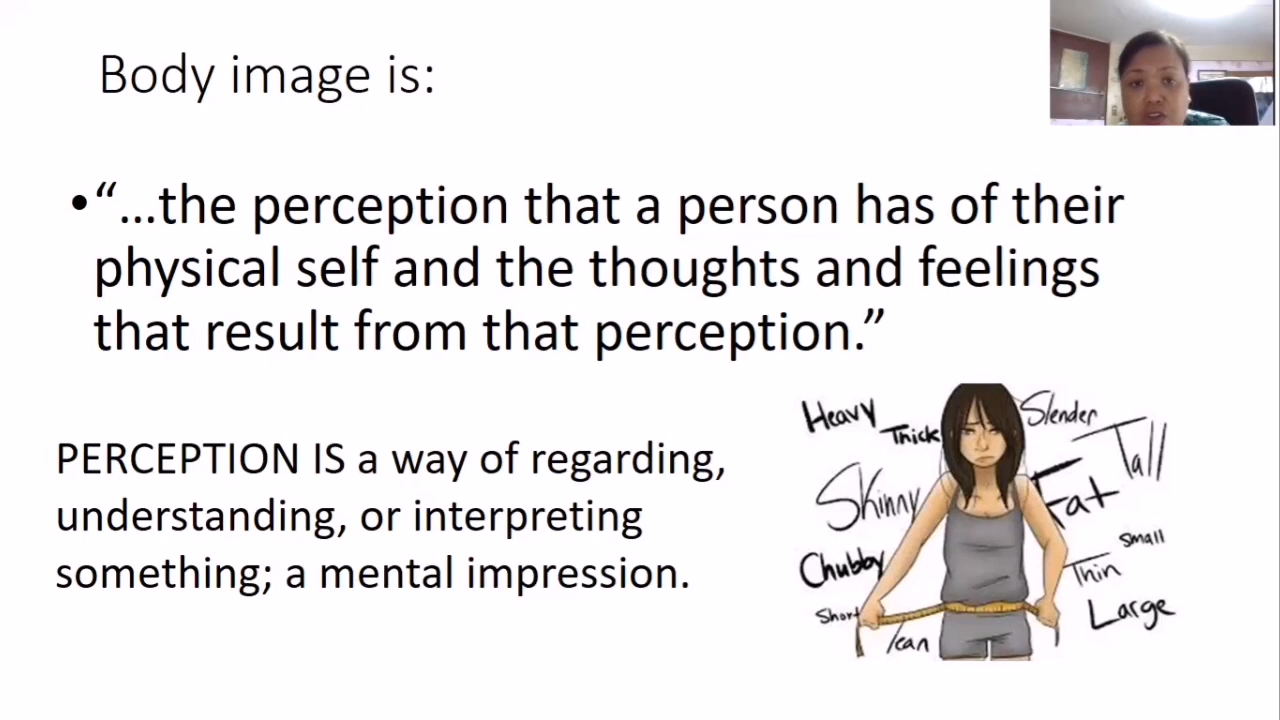 Body image is:
•“…the perception that a person has of their
physical self and the thoughts and feelings
that result from that perception.”
PERCEPTION IS a way of regarding,
understanding, or interpreting
something; a mental impression.
Heavy
Thick
Slender
Tall
Skinny
Fat
Small
Chubby
Thin
Short
Large
lean